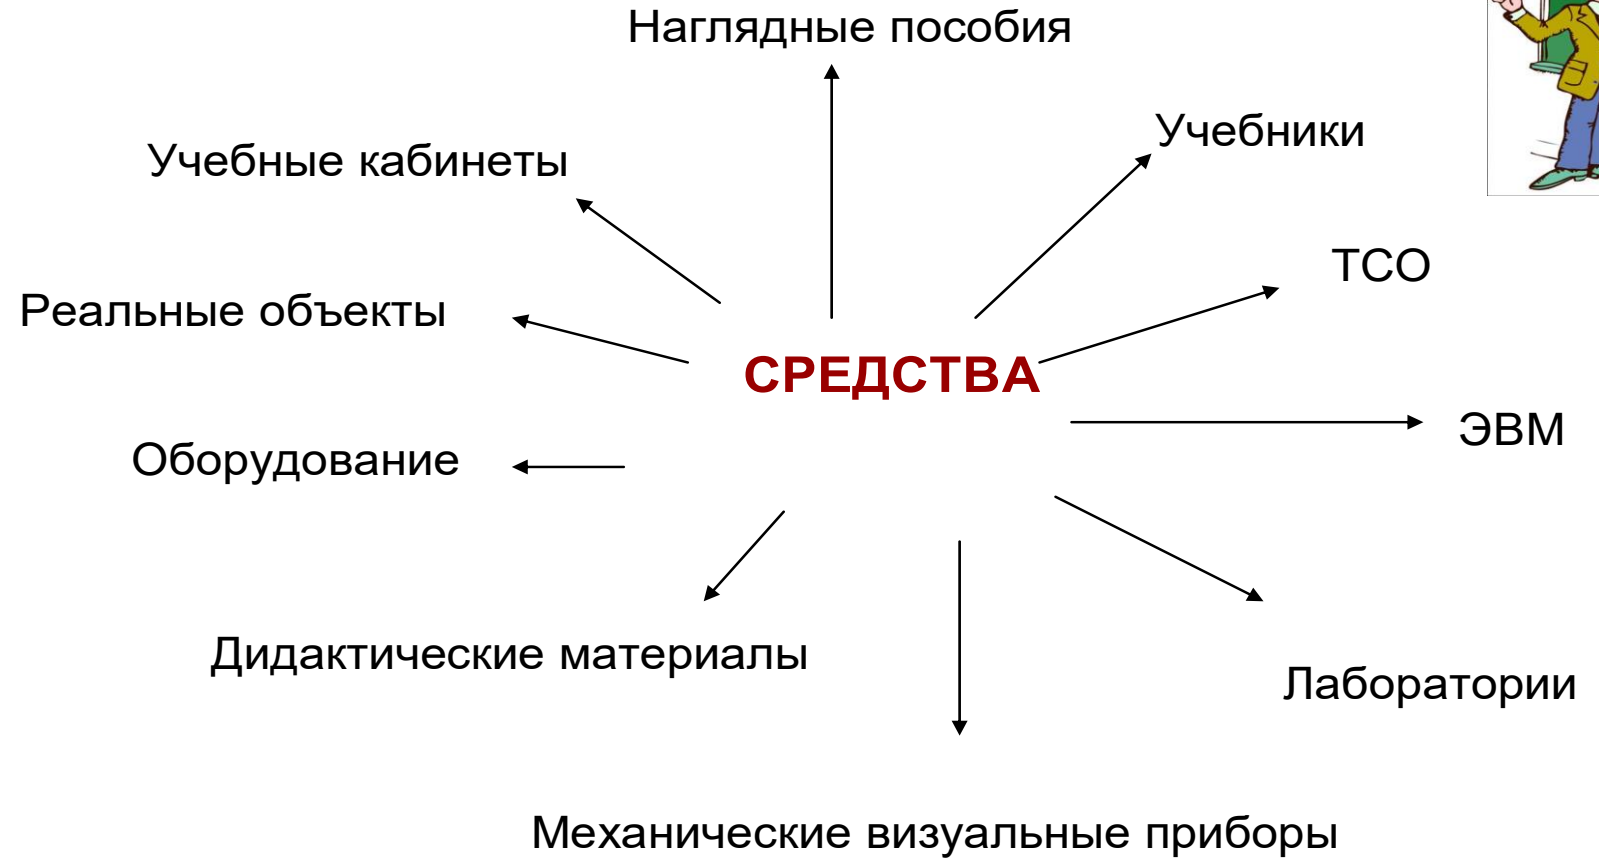 Наглядные пособия
Учебники
Учебные кабинеты
ТСО
Реальные объекты
СРЕДСТВА
ЭВМ
Оборудование
Дидактические материалы
Лаборатории
Механические визуальные приборы